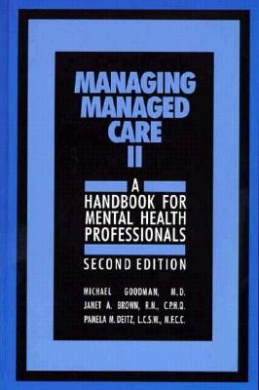 MANAGING
MANAGED
CARE
II
A
HANDBOOK FOR
MENTAL HEALTH
PROFESSIONALS
SECOND EDITION
MICHAEL GOODMAN, M.D.
JANET A. BROWN, R.N., C.P.H.Q.
PAMELA M. DEITZ, L.C.S.W., M.F.C.C.